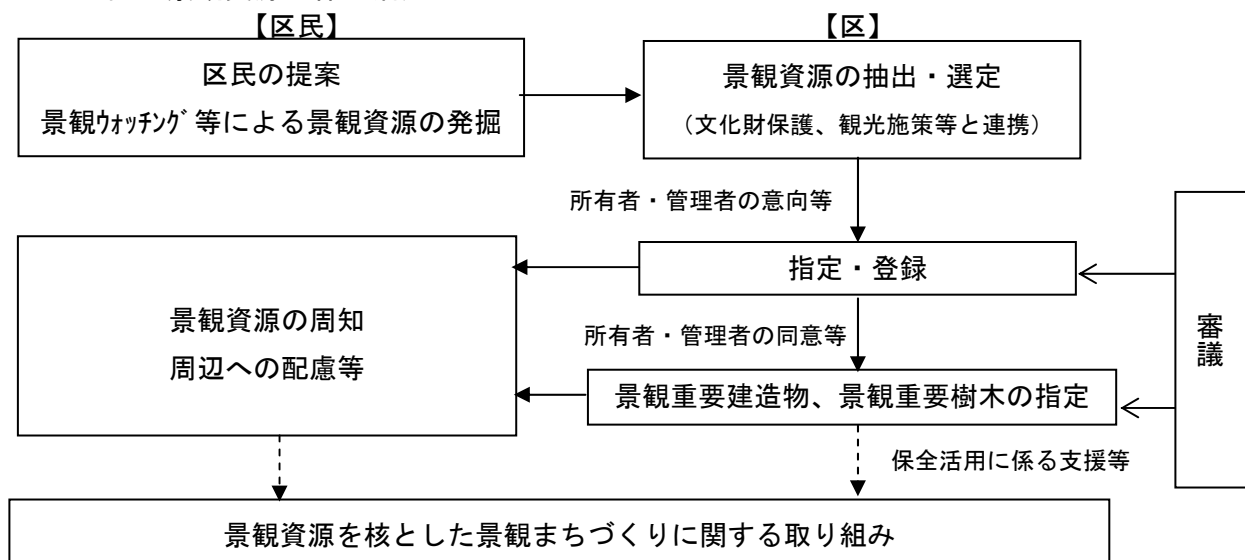 【区民】
【区】
区民の提案
景観ｳｫｯﾁﾝｸﾞ等による景観資源の発掘
景観資源の抽出・選定
（文化財保護、観光施策等と連携）
所有者・管理者の意向等
指定・登録
景観資源の周知
周辺への配慮等
所有者・管理者の同意等
景観重要建造物、景観重要樹木の指定
審議
保全活用に係る支援等
景観資源を核とした景観まちづくりに関する取り組み